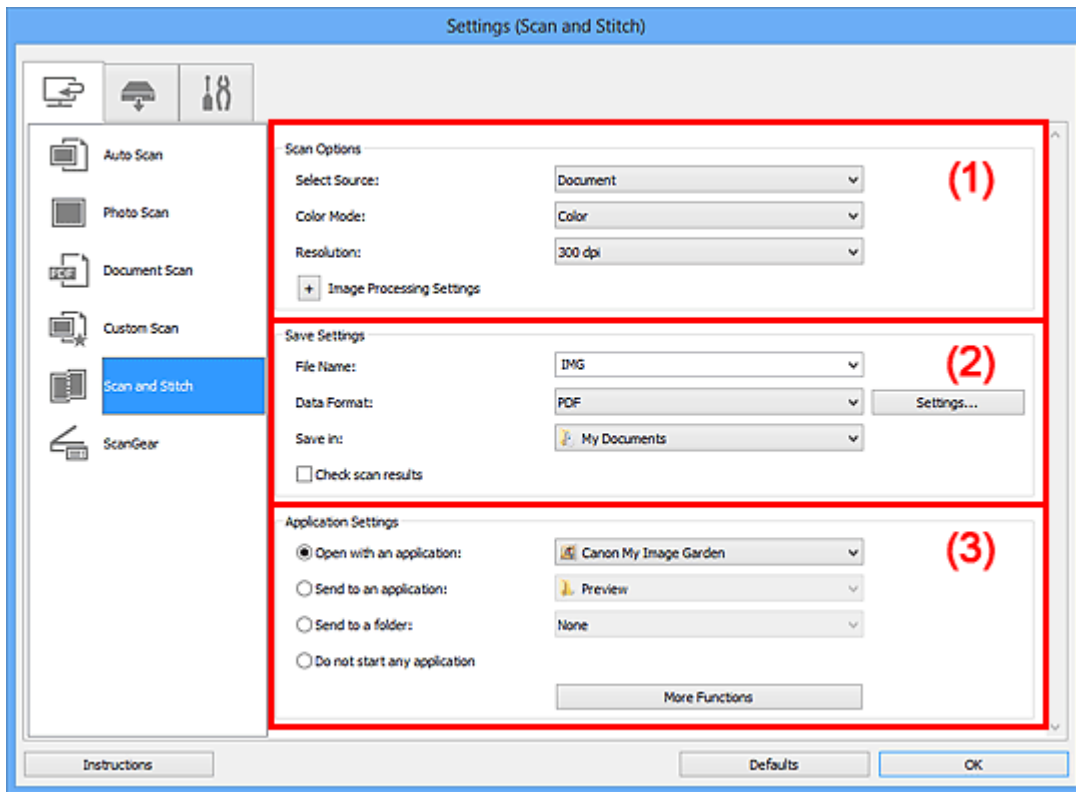 Settings (Scan and Stitch)
Auto Scan
Photo Scan
PDF
Document Scan
Custom Scan
Scan and Stitch
ScanGear
Scan Options
(1)
Select Source: Document
Color Mode: Color
Resolution: 300 dpi
+ Image Processing Settings
Save Settings
(2)
File Name: IMG
Data Format: PDF Settings...
Save in: My Documents
Check scan results
Application Settings
(3)
Open with an application: Canon My Image Garden
Send to an application: Preview
Send to a folder: None
Do not start any application
More Functions
Instructions Defaults OK